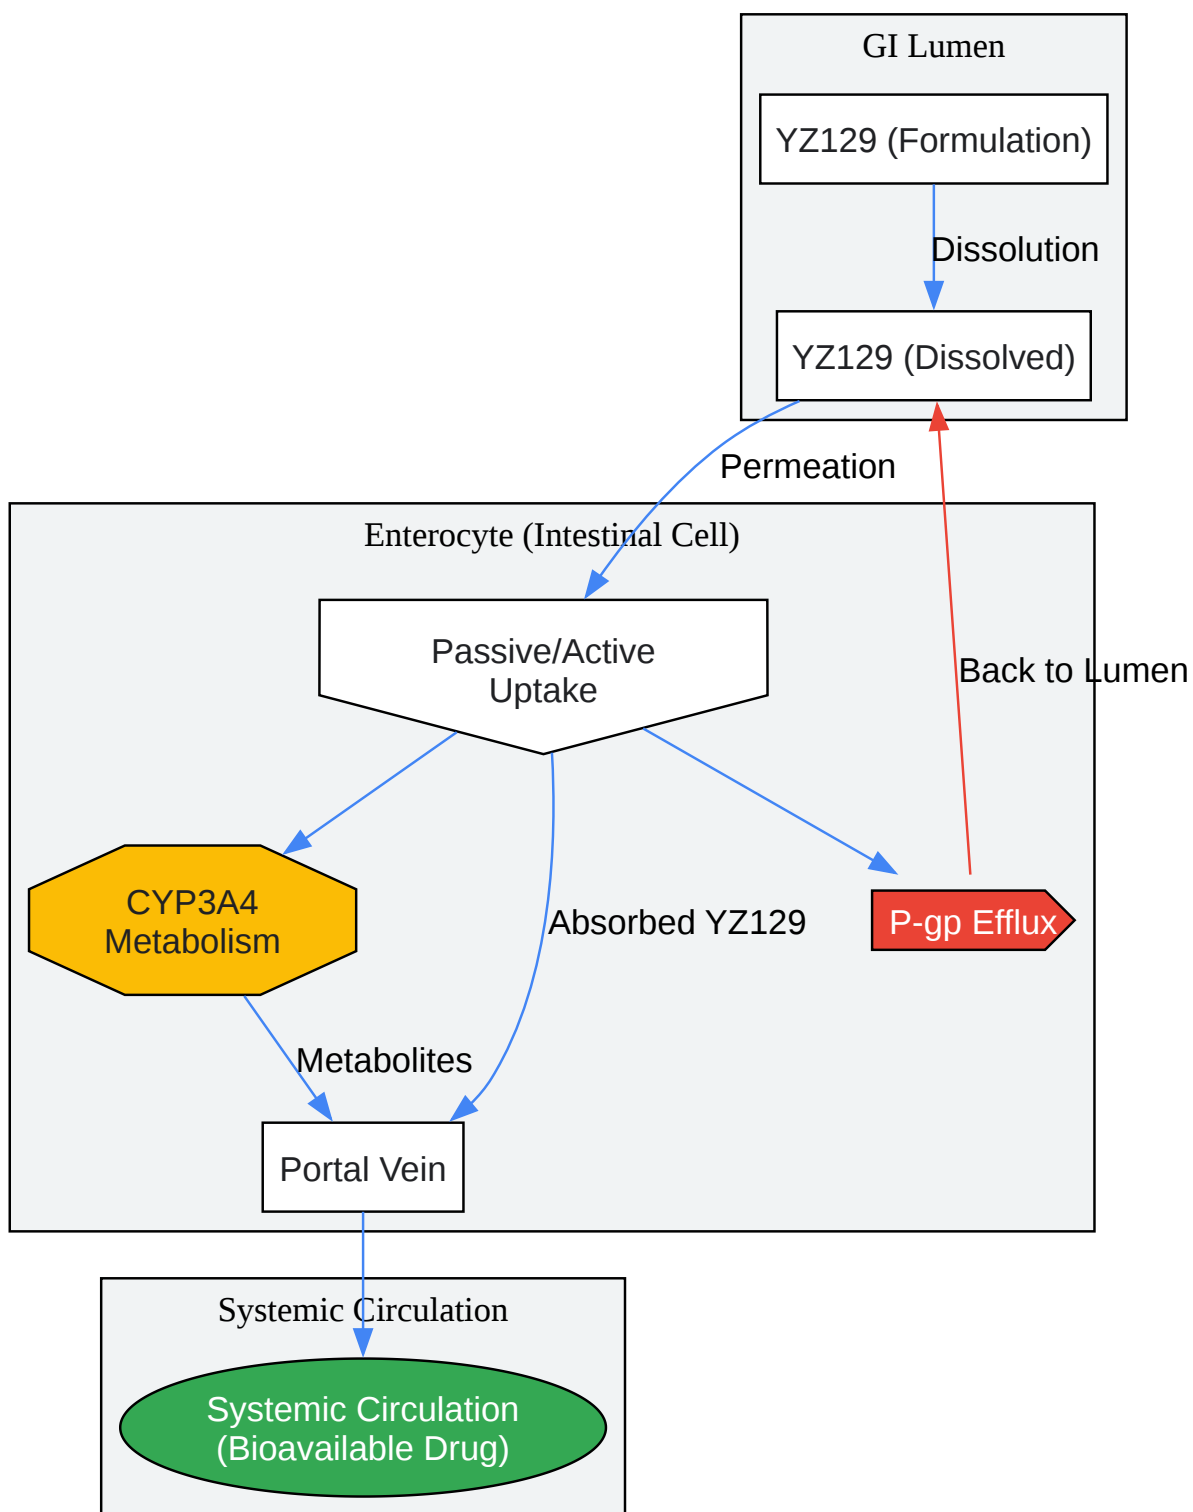 GI Lumen
YZ129 (Formulation)
Dissolution
YZ129 (Dissolved)
Permeation
Enterocyte (Intestinal Cell)
Passive/Active
Uptake
Back to Lumen
CYP3A4
Metabolism
Absorbed YZ129
P-gp Efflux
Metabolites
Portal Vein
Systemic Circulation
Systemic Circulation
(Bioavailable Drug)